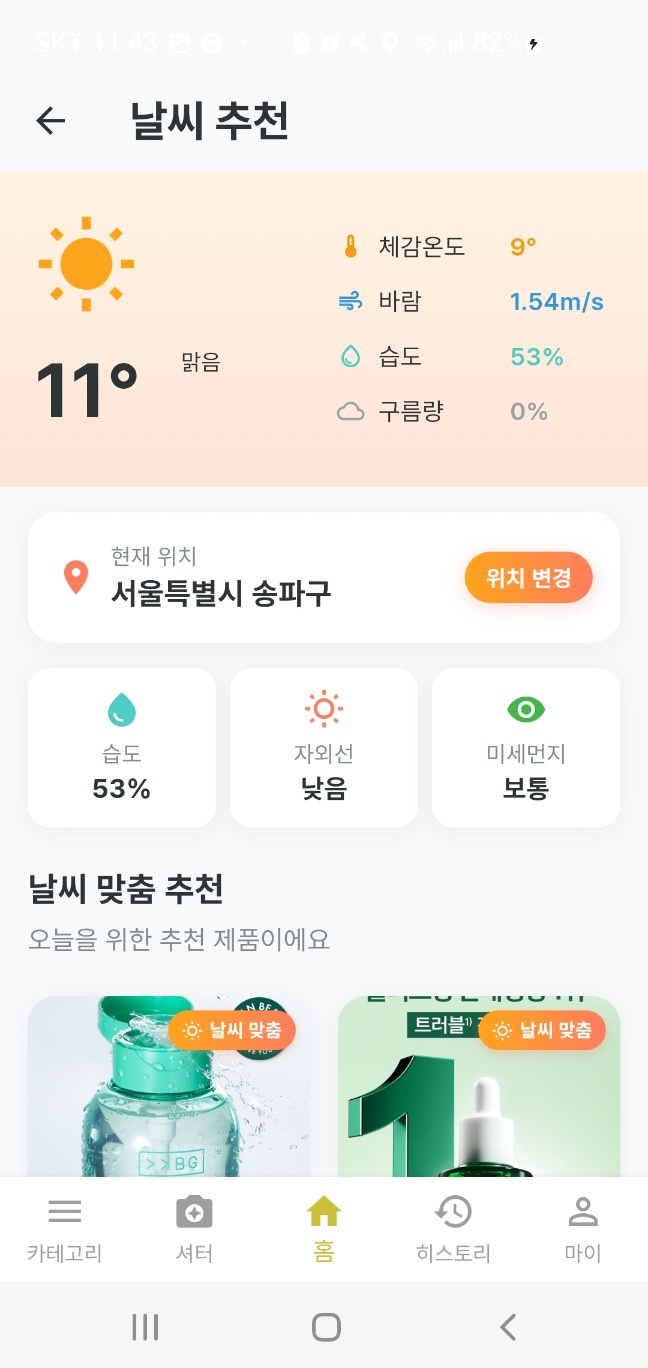 SKT 11:43 82%
날씨 추천
체감온도 9°
바람 1.54m/s
11° 맑음
습도 53%
구름량 0%
현재 위치
서울특별시 송파구
위치 변경
습도 자외선 미세먼지
53% 낮음 보통
날씨 맞춤 추천
오늘을 위한 추천 제품이에요
트러블1)
날씨 맞춤 날씨 맞춤
>>BG
카테고리 셔터 홈 히스토리 마이